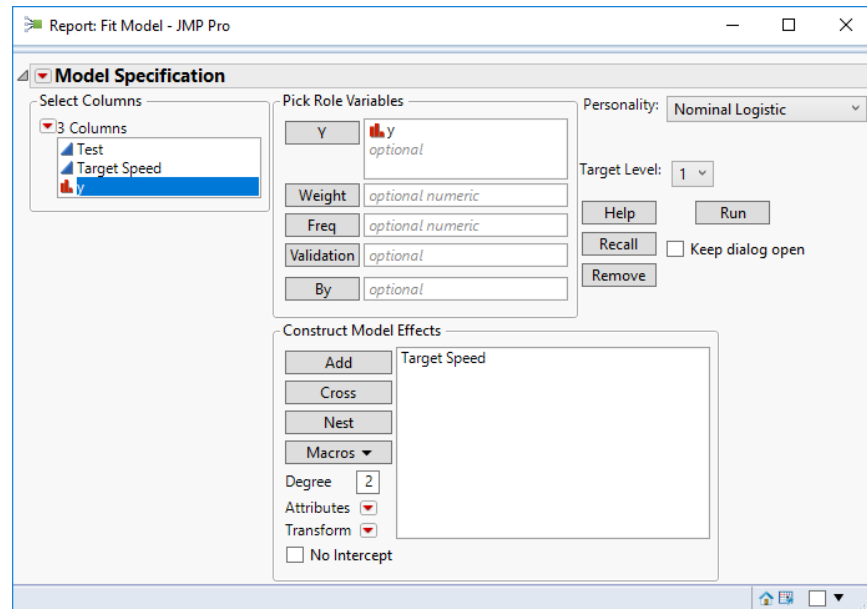 Report: Fit Model - JMP Pro
Model Specification
Select Columns
3 Columns
Test
Target Speed
y
Pick Role Variables
Y
y
optional
Weight
optional numeric
Freq
optional numeric
Validation
optional
By
optional
Personality:
Nominal Logistic
Target Level:
1
Help
Run
Recall
Keep dialog open
Remove
Construct Model Effects
Add
Target Speed
Cross
Nest
Macros
Degree
2
Attributes
Transform
No Intercept